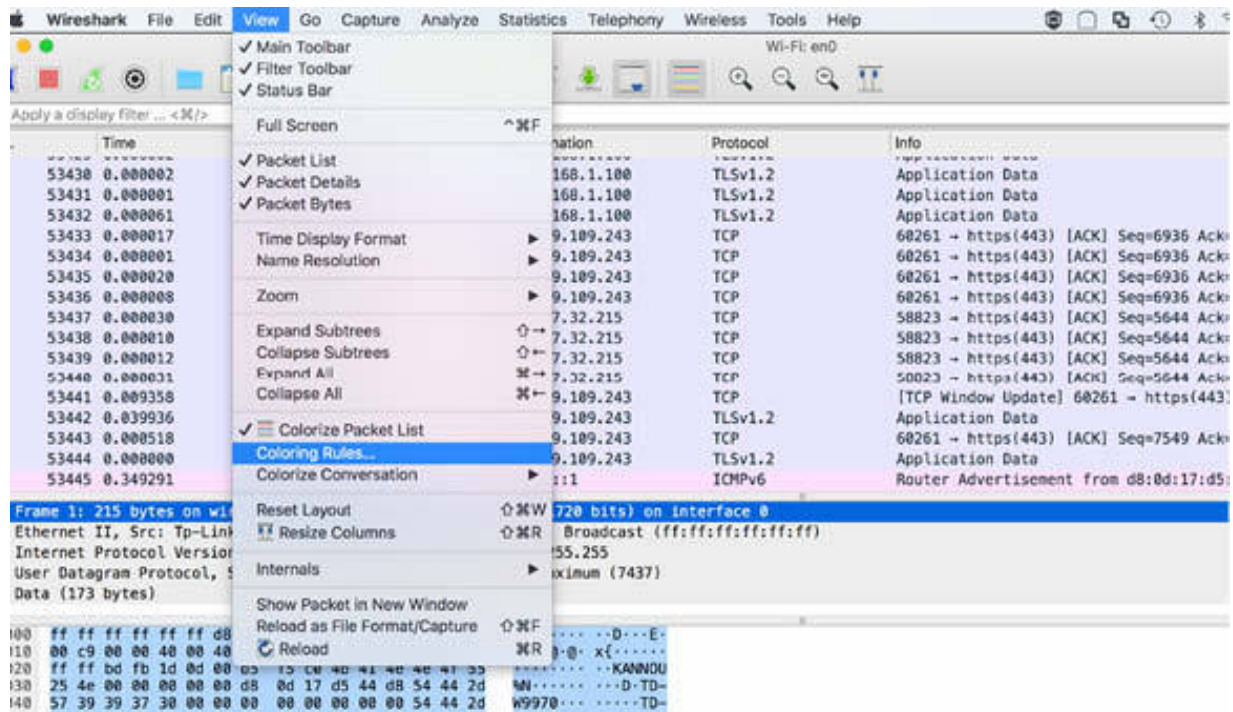 Wireshark File Edit View Go Capture Analyze Statistics Telephony Wireless Tools Help
Wi-Fi: en0
Apply a display filter ... <⌘/>
Time Protocol Info
53430 0.000002 168.1.100 TLSv1.2 Application Data
53431 0.000001 168.1.100 TLSv1.2 Application Data
53432 0.000061 168.1.100 TLSv1.2 Application Data
53433 0.000017 9.109.243 TCP 60261 → https(443) [ACK] Seq=6936 Ack=
53434 0.000001 9.109.243 TCP 60261 → https(443) [ACK] Seq=6936 Ack=
53435 0.000020 9.109.243 TCP 60261 → https(443) [ACK] Seq=6936 Ack=
53436 0.000008 9.109.243 TCP 60261 → https(443) [ACK] Seq=6936 Ack=
53437 0.000030 7.32.215 TCP 58823 → https(443) [ACK] Seq=5644 Ack=
53438 0.000010 7.32.215 TCP 58823 → https(443) [ACK] Seq=5644 Ack=
53439 0.000012 7.32.215 TCP 58823 → https(443) [ACK] Seq=5644 Ack=
53440 0.000031 7.32.215 TCP https(443) [ACK] Seq=5644 Ack=
53441 0.009358 9.109.243 TCP [TCP Window Update] 60261 → https(443)
53442 0.039936 9.109.243 TLSv1.2 Application Data
53443 0.000518 9.109.243 TCP 60261 → https(443) [ACK] Seq=7549 Ack=
53444 0.000000 9.109.243 TLSv1.2 Application Data
53445 0.349291 ::1 ICMPv6 Router Advertisement from d8:0d:17:d5:
✓ Main Toolbar
✓ Filter Toolbar
✓ Status Bar
Full Screen ^⌘F
✓ Packet List
✓ Packet Details
✓ Packet Bytes
Time Display Format ▶
Name Resolution ▶
Zoom ▶
Expand Subtrees ⇧→
Collapse Subtrees ⇧←
Expand All ⌘→
Collapse All ⌘←
✓ Colorize Packet List
Coloring Rules...
Colorize Conversation ▶
Reset Layout ⇧⌘W
Resize Columns ⇧⌘R
Internals ▶
Show Packet in New Window
Reload as File Format/Capture ⇧⌘F
Reload ⌘R
Frame 1: 215 bytes on 720 bits) on interface 0
Ethernet II, Src: Tp-Link Broadcast (ff:ff:ff:ff:ff:ff)
Internet Protocol Version 255.255
User Datagram Protocol, (7437)
Data (173 bytes)
ff ff ff ff ff ff d8 ··D···E·
00 c9 00 00 40 00 40 x{······
ff ff bd fb 1d 0d 00 ··KANNOU
25 4e 00 00 00 00 00 d8 0d 17 d5 44 d8 54 44 2d %N······ ···D·TD-
57 39 39 37 30 00 00 00 00 00 00 00 00 54 44 2d W9970··· ·····TD-